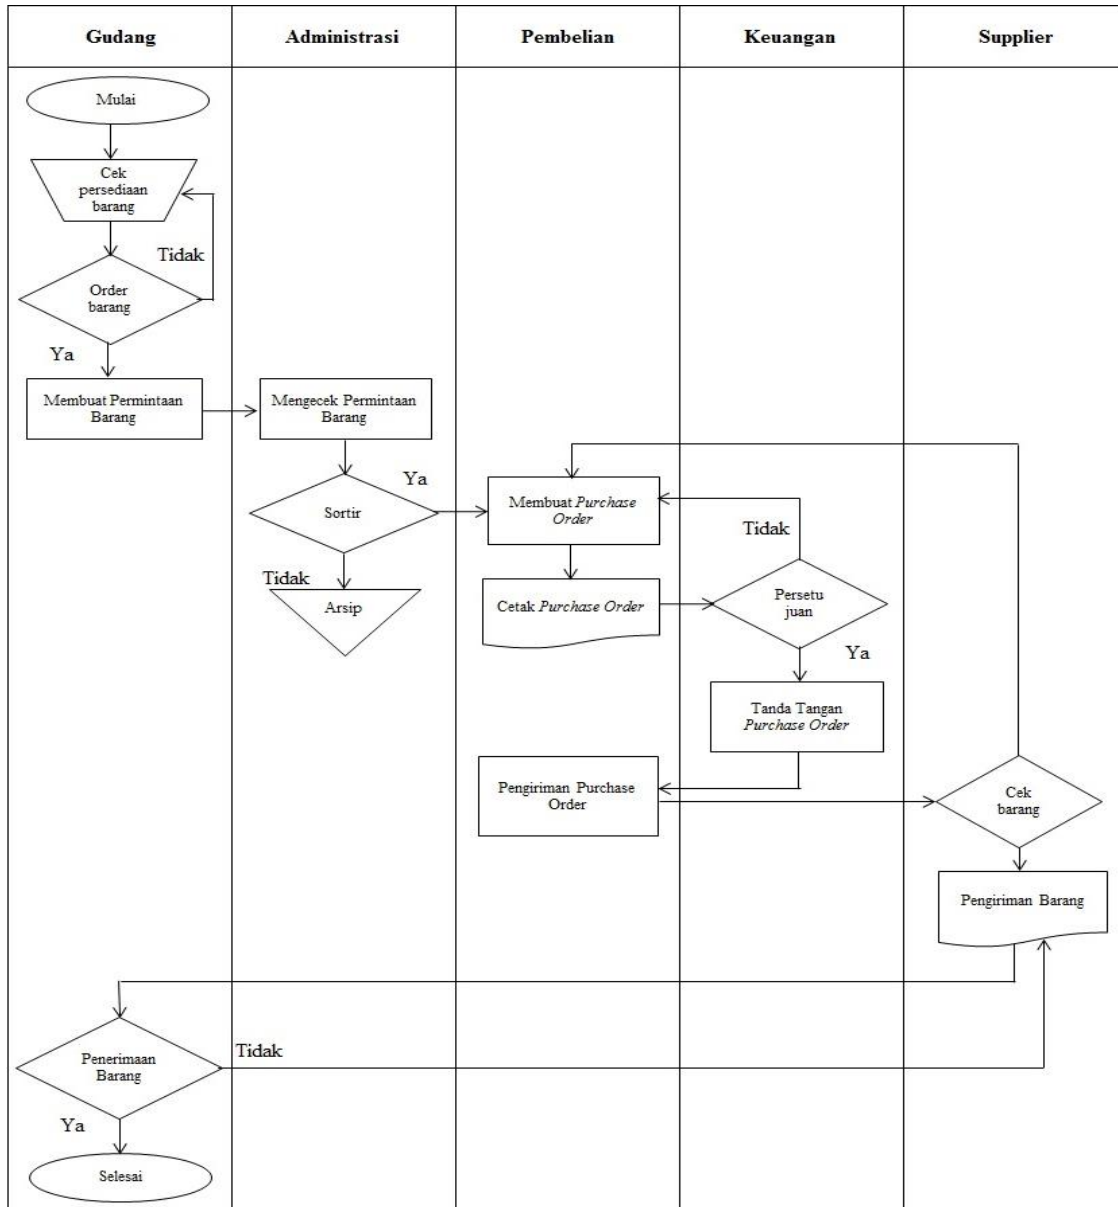 Gudang
Administrasi
Pembelian
Keuangan
Supplier
Mulai
Cek
persediaan
barang
Tidak
Order
barang
Ya
Membuat Permintaan
Barang
Mengecek Permintaan
Barang
Ya
Sortir
Tidak
Arsip
Membuat Purchase
Order
Tidak
Cetak Purchase Order
Persetu
juan
Ya
Tanda Tangan
Purchase Order
Pengiriman Purchase
Order
Cek
barang
Pengiriman Barang
Penerimaan
Barang
Tidak
Ya
Selesai